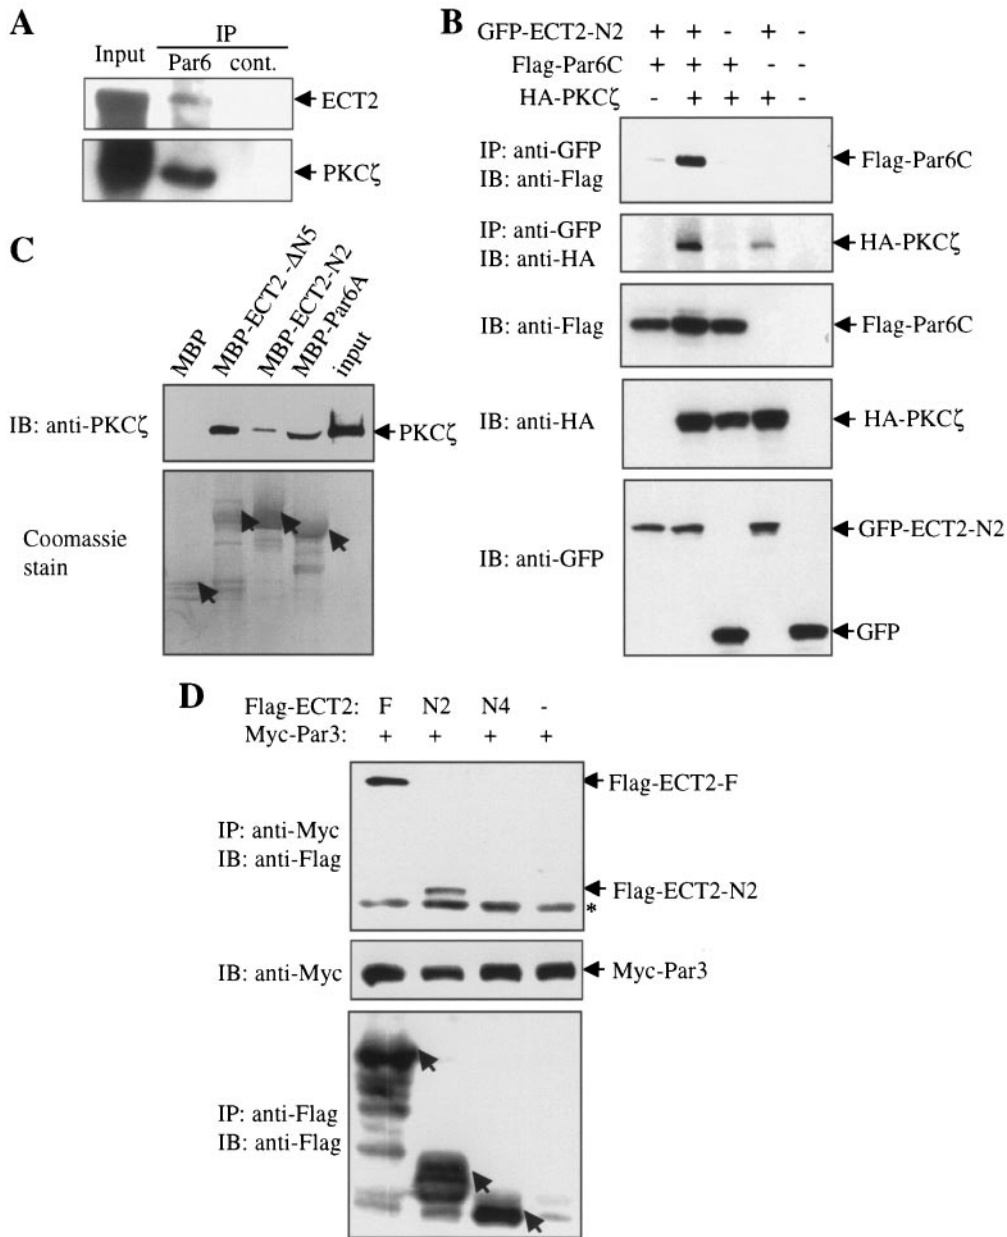 A
IP
Input Par6 cont.
ECT2
PKCζ
B
GFP-ECT2-N2 + + - + -
Flag-Par6C + + + - -
HA-PKCζ - + + + -
IP: anti-GFP
IB: anti-Flag
Flag-Par6C
IP: anti-GFP
IB: anti-HA
HA-PKCζ
IB: anti-Flag
Flag-Par6C
IB: anti-HA
HA-PKCζ
IB: anti-GFP
GFP-ECT2-N2
GFP
C
MBP
MBP-ECT2-ΔN5
MBP-ECT2-N2
MBP-Par6A
input
IB: anti-PKCζ
PKCζ
Coomassie
stain
D
Flag-ECT2: F N2 N4 -
Myc-Par3: + + + +
IP: anti-Myc
IB: anti-Flag
Flag-ECT2-F
Flag-ECT2-N2
*
IB: anti-Myc
Myc-Par3
IP: anti-Flag
IB: anti-Flag